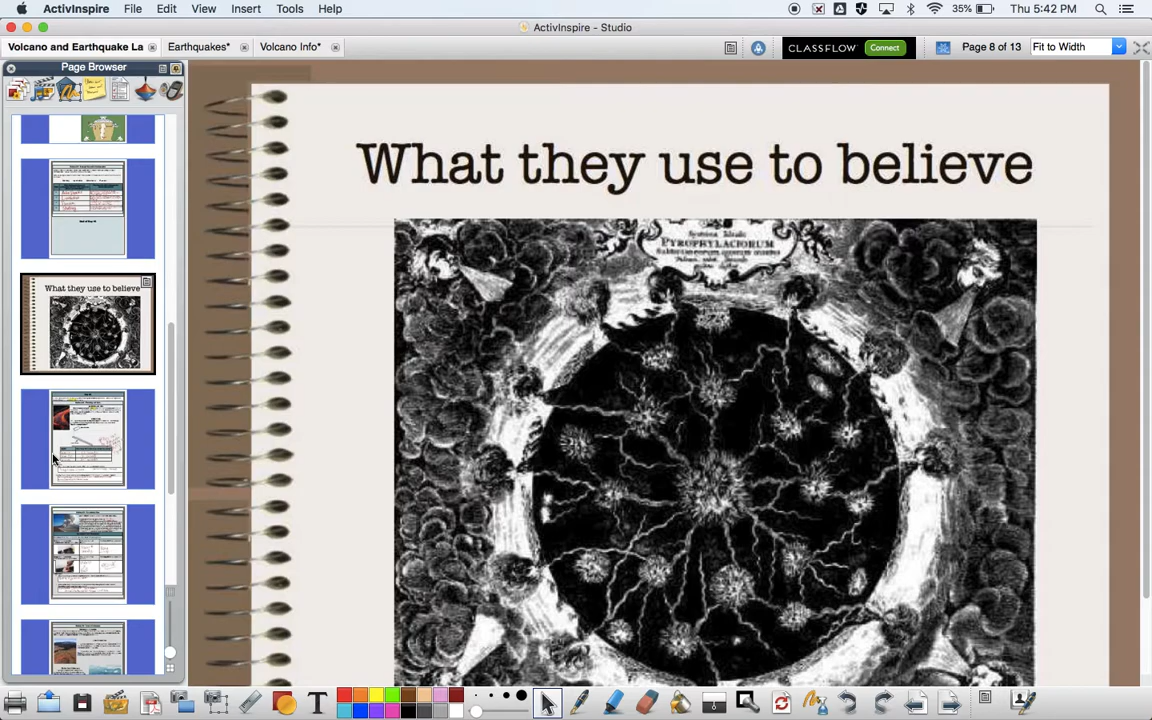 ActivInspire File Edit View Insert Tools Help 35% Thu 5:42 PM
ActivInspire - Studio
Volcano and Earthquake La Earthquakes* Volcano Info* CLASSFLOW Connect Page 8 of 13 Fit to Width
Page Browser
What they use to believe
What they use to believe
Systema Ideale
PYROPHYLACIORUM
T